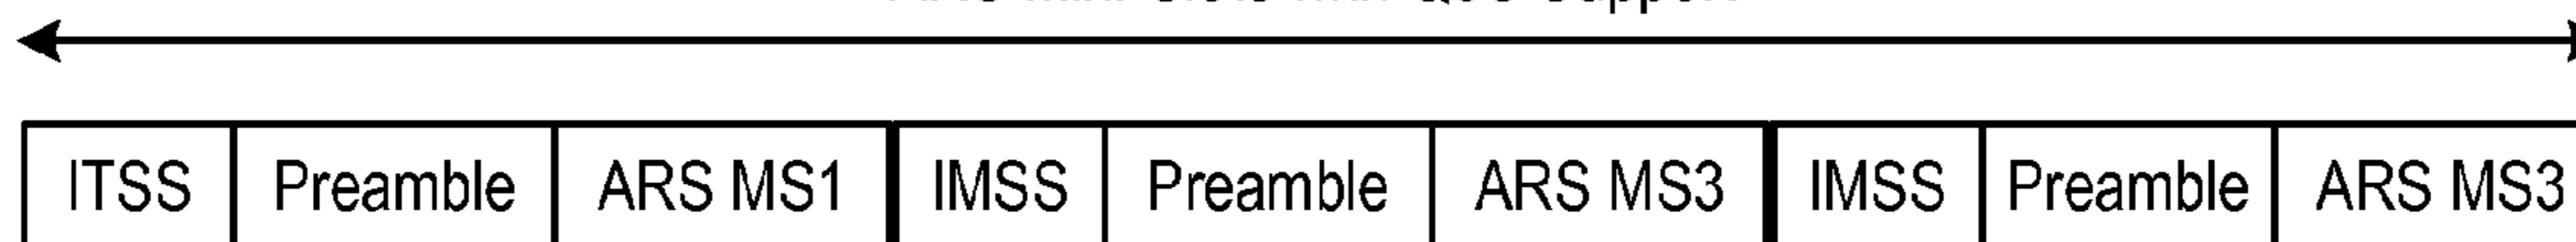 ITSS Preamble ARS MS1 IMSS Preamble ARS MS3 IMSS Preamble ARS MS3